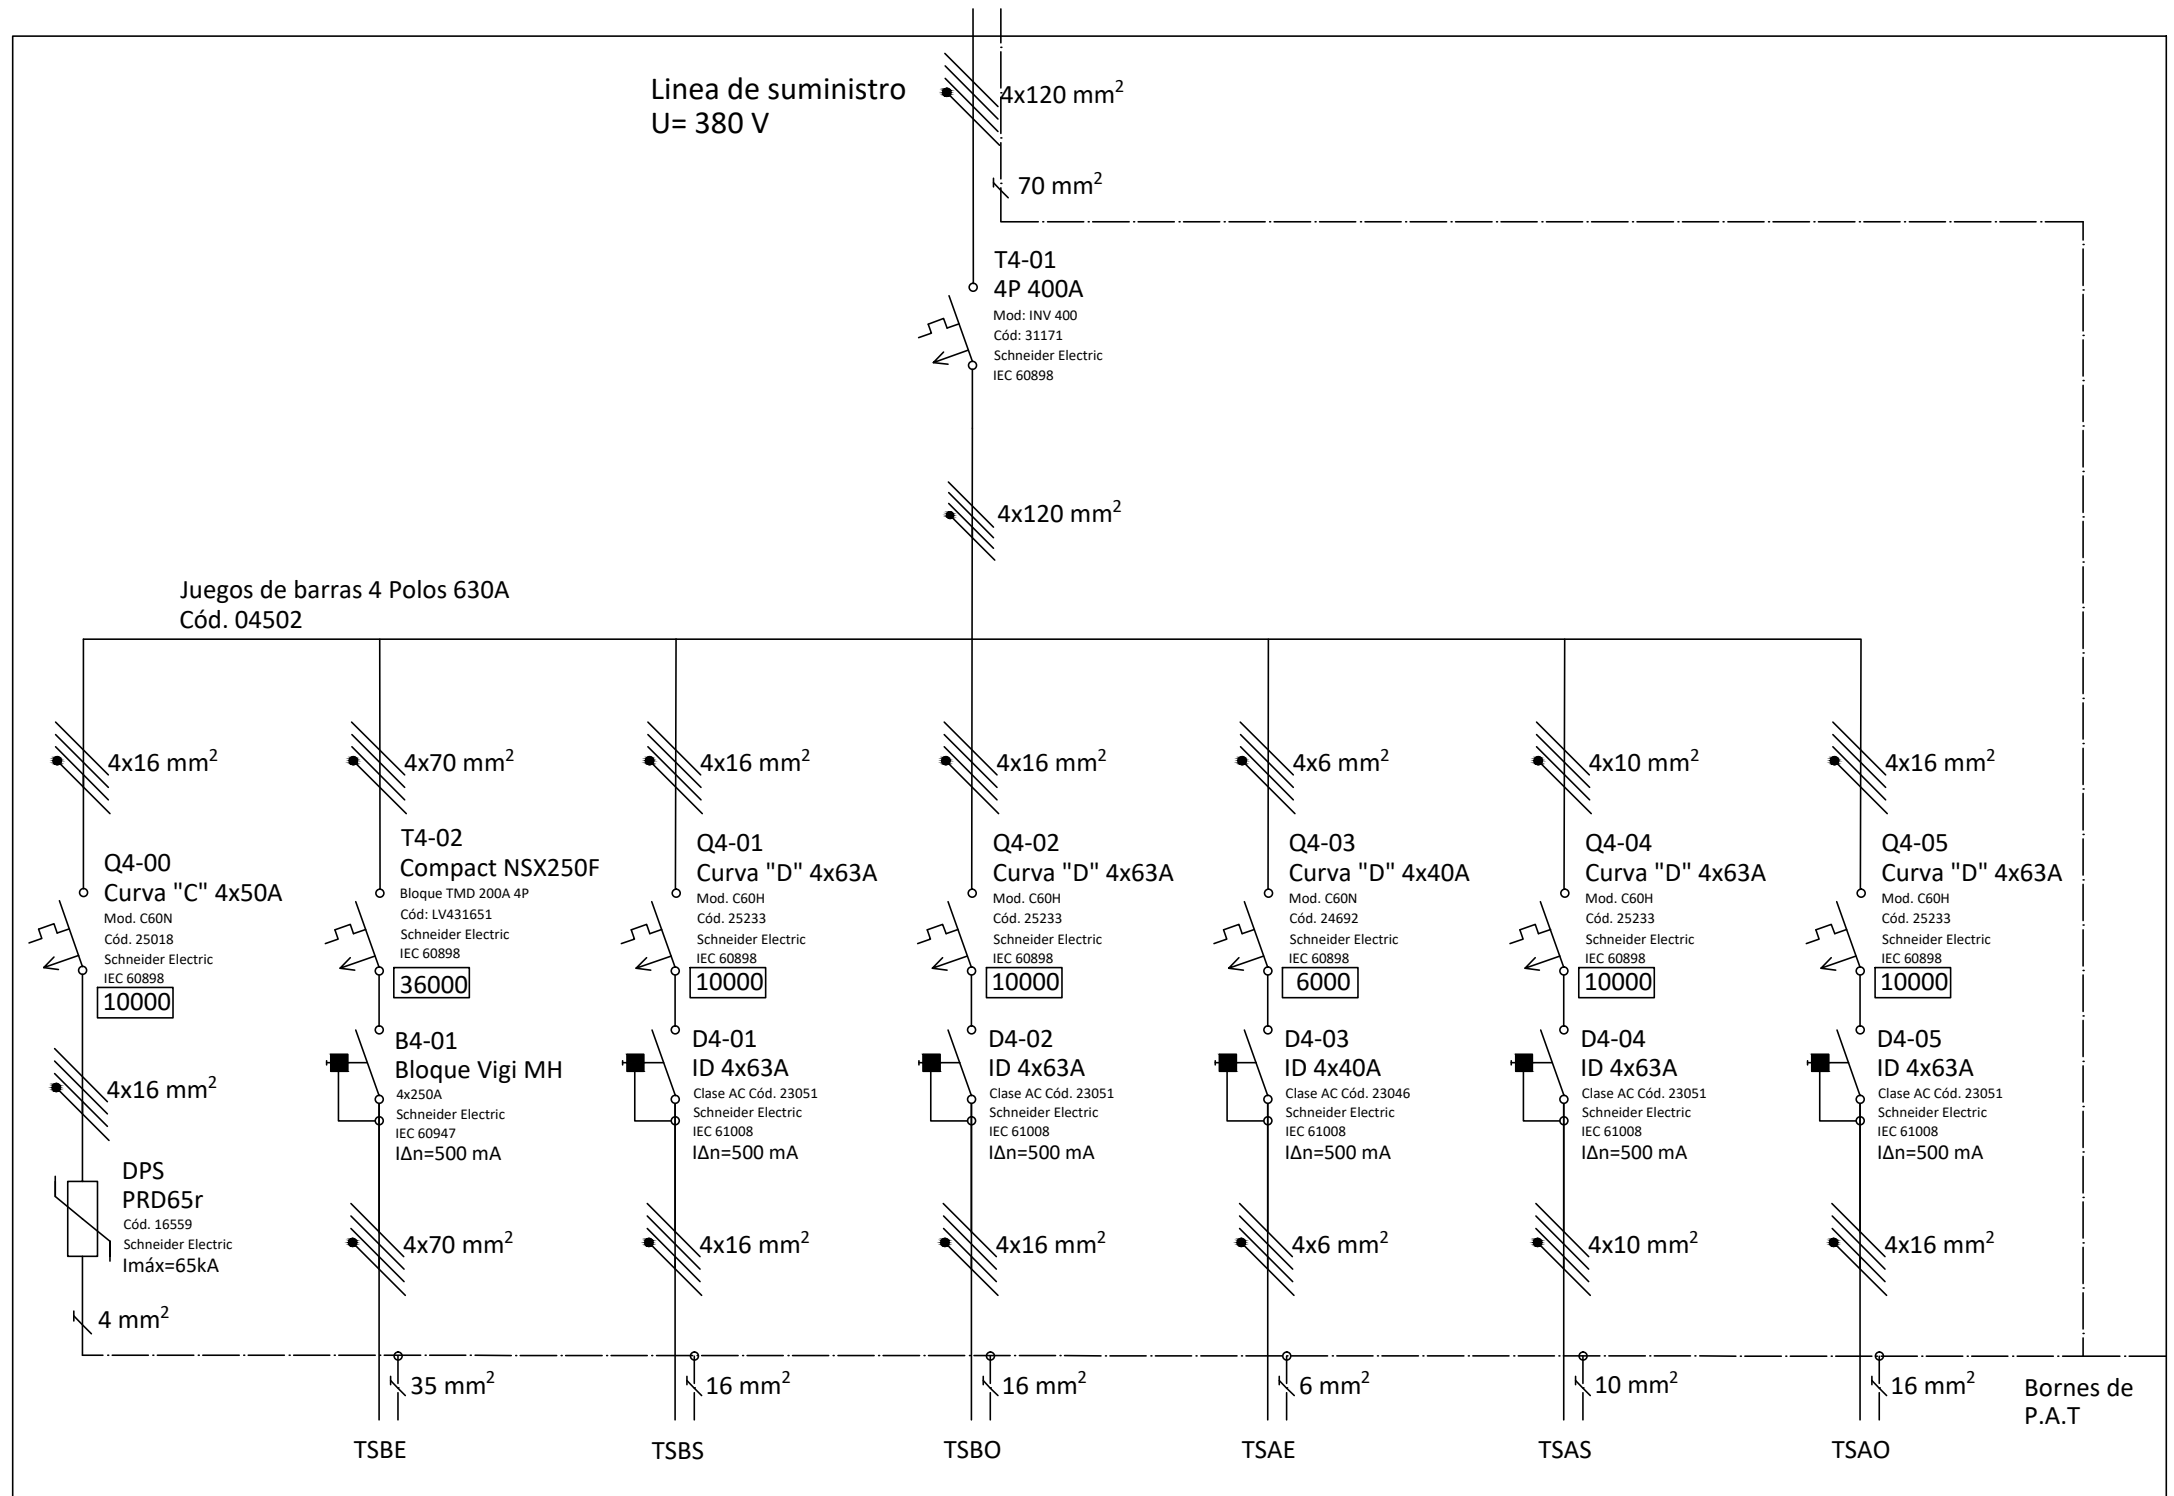 Linea de suministro
U= 380 V
4x120 mm²
70 mm²
T4-01
4P 400A
Mod: INV 400
Cód: 31171
Schneider Electric
IEC 60898
4x120 mm²
Juegos de barras 4 Polos 630A
Cód. 04502
4x16 mm²
Q4-00
Curva "C" 4x50A
Mod. C60N
Cód. 25018
Schneider Electric
IEC 60898
10000
4x16 mm²
DPS
PRD65r
Cód. 16559
Schneider Electric
Imáx=65kA
4 mm²
4x70 mm²
T4-02
Compact NSX250F
Bloque TMD 200A 4P
Cód: LV431651
Schneider Electric
IEC 60898
36000
B4-01
Bloque Vigi MH
4x250A
Schneider Electric
IEC 60947
IΔn=500 mA
4x70 mm²
35 mm²
TSBE
4x16 mm²
Q4-01
Curva "D" 4x63A
Mod. C60H
Cód. 25233
Schneider Electric
IEC 60898
10000
D4-01
ID 4x63A
Clase AC Cód. 23051
Schneider Electric
IEC 61008
IΔn=500 mA
4x16 mm²
16 mm²
TSBS
4x16 mm²
Q4-02
Curva "D" 4x63A
Mod. C60H
Cód. 25233
Schneider Electric
IEC 60898
10000
D4-02
ID 4x63A
Clase AC Cód. 23051
Schneider Electric
IEC 61008
IΔn=500 mA
4x16 mm²
16 mm²
TSBO
4x6 mm²
Q4-03
Curva "D" 4x40A
Mod. C60N
Cód. 24692
Schneider Electric
IEC 60898
6000
D4-03
ID 4x40A
Clase AC Cód. 23046
Schneider Electric
IEC 61008
IΔn=500 mA
4x6 mm²
6 mm²
TSAE
4x10 mm²
Q4-04
Curva "D" 4x63A
Mod. C60H
Cód. 25233
Schneider Electric
IEC 60898
10000
D4-04
ID 4x63A
Clase AC Cód. 23051
Schneider Electric
IEC 61008
IΔn=500 mA
4x10 mm²
10 mm²
TSAS
4x16 mm²
Q4-05
Curva "D" 4x63A
Mod. C60H
Cód. 25233
Schneider Electric
IEC 60898
10000
D4-05
ID 4x63A
Clase AC Cód. 23051
Schneider Electric
IEC 61008
IΔn=500 mA
4x16 mm²
16 mm²
TSAO
Bornes de
P.A.T